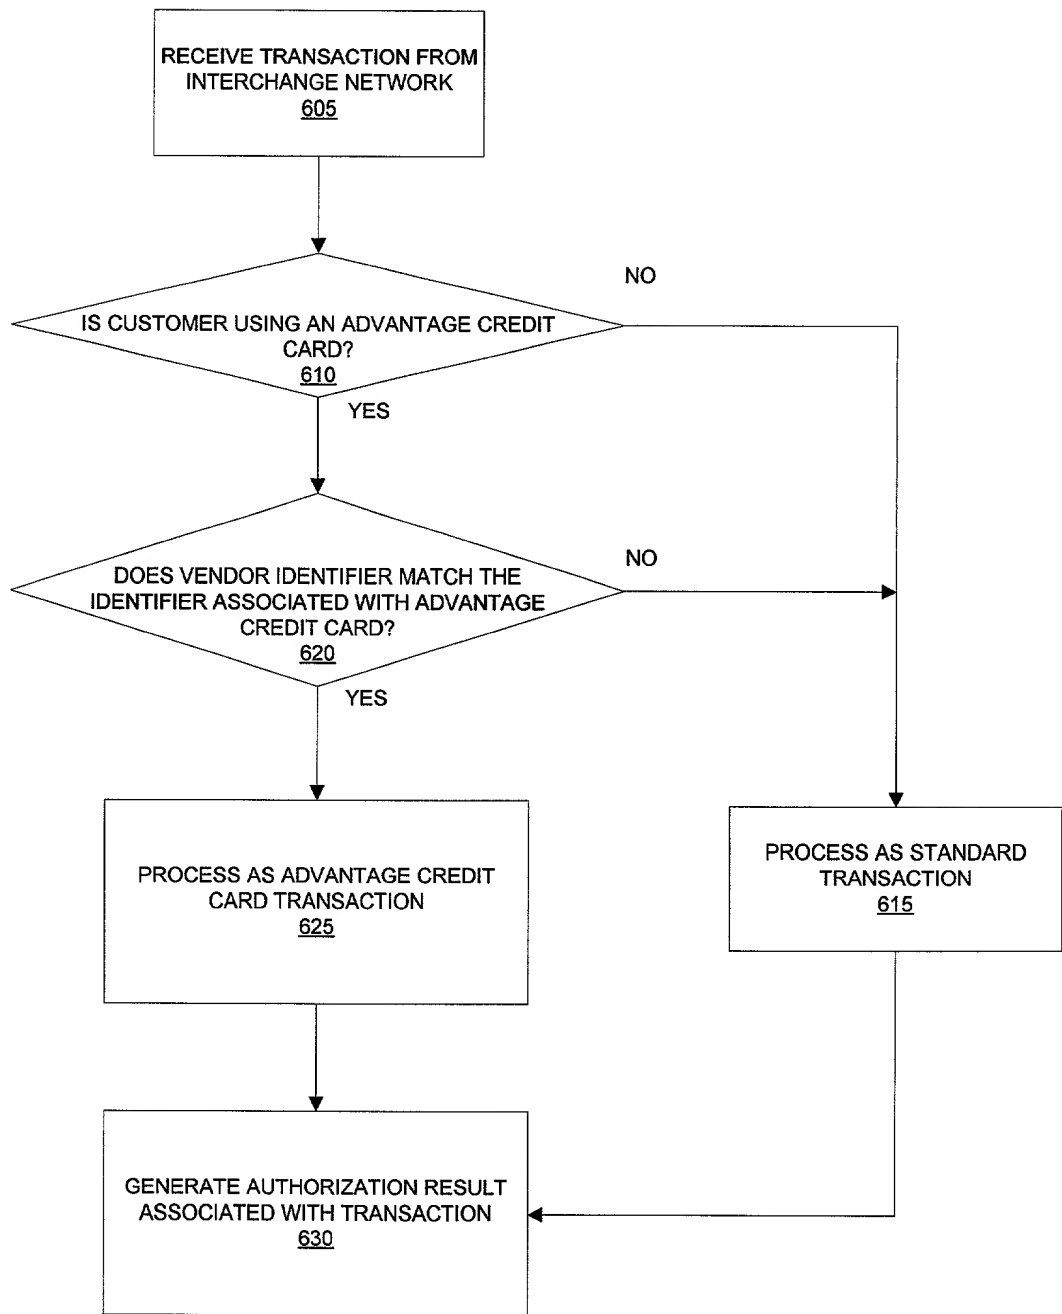 RECEIVE TRANSACTION FROM
INTERCHANGE NETWORK
605
NO
IS CUSTOMER USING AN ADVANTAGE CREDIT
CARD?
610
YES
NO
DOES VENDOR IDENTIFIER MATCH THE
IDENTIFIER ASSOCIATED WITH ADVANTAGE
CREDIT CARD?
620
YES
PROCESS AS ADVANTAGE CREDIT
CARD TRANSACTION
625
PROCESS AS STANDARD
TRANSACTION
615
GENERATE AUTHORIZATION RESULT
ASSOCIATED WITH TRANSACTION
630